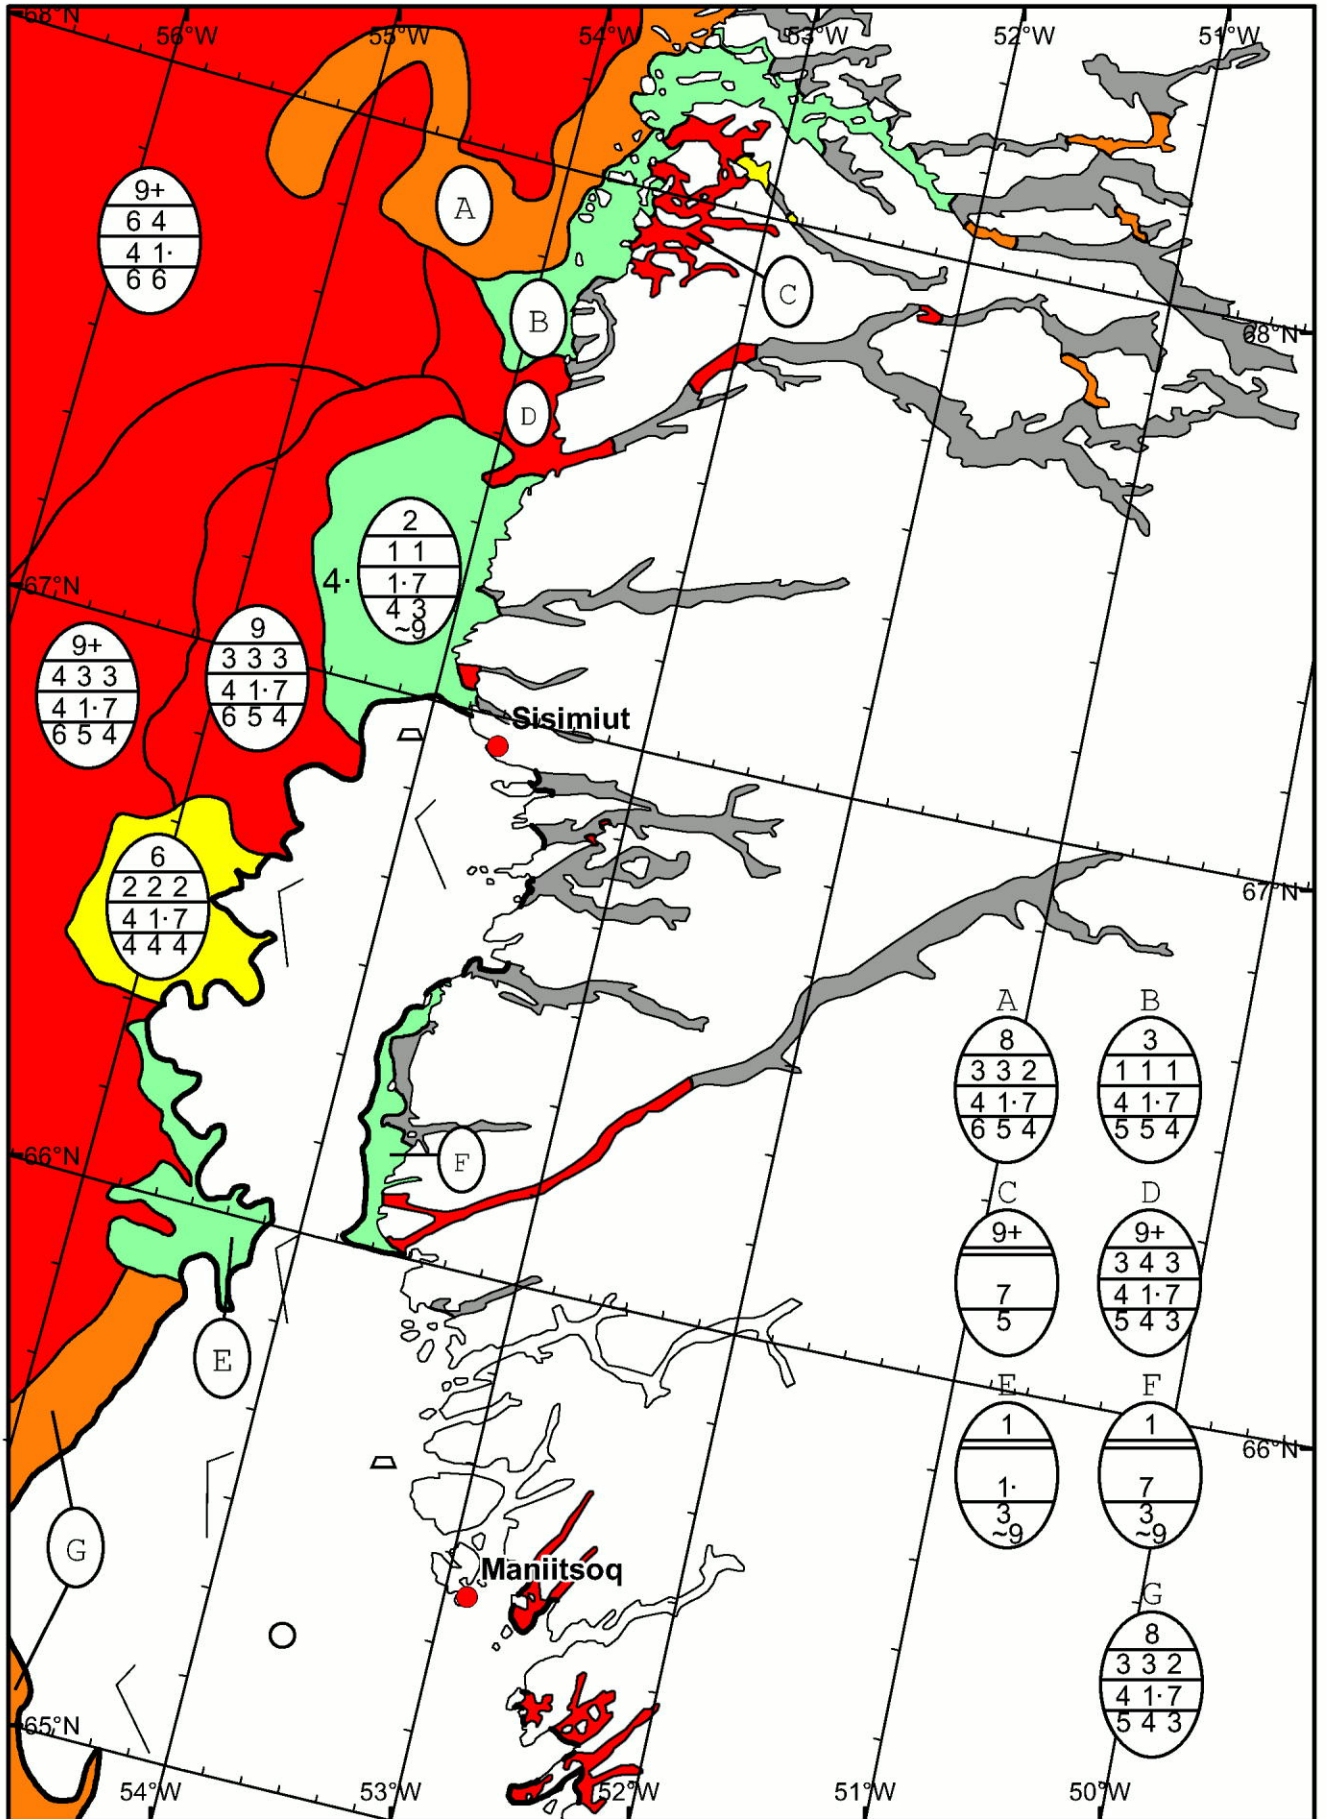 68°N
56°W
55°W
54°W
53°W
52°W
51°W
9+
6 4
4 1·
6 6
A
B
C
68°N
D
2
1 1
4·
1·7
4 3
~9
67°N
9+
4 3 3
4 1·7
6 5 4
9
3 3 3
4 1·7
6 5 4
Sisimiut
6
2 2 2
4 1·7
4 4 4
67°N
A
8
3 3 2
4 1·7
6 5 4
B
3
1 1 1
4 1·7
5 5 4
66°N
F
C
9+
7
5
D
9+
3 4 3
4 1·7
5 4 3
E
E
1
1·
3
~9
F
1
7
3
~9
66°N
G
Maniitsoq
G
8
3 3 2
4 1·7
5 4 3
65°N
54°W
53°W
52°W
51°W
50°W